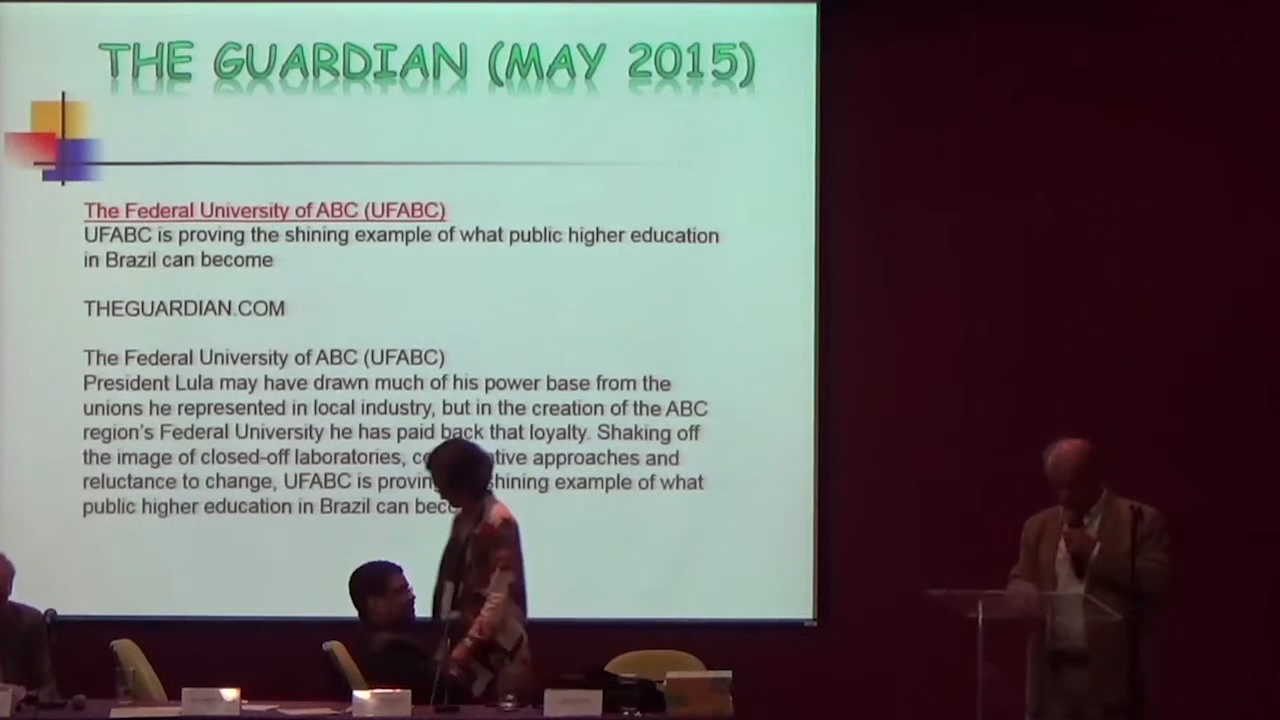 THE GUARDIAN (MAY 2015)
The Federal University of ABC (UFABC)
UFABC is proving the shining example of what public higher education
in Brazil can become
THEGUARDIAN.COM
The Federal University of ABC (UFABC)
President Lula may have drawn much of his power base from the
unions he represented in local industry, but in the creation of the ABC
region's Federal University he has paid back that loyalty. Shaking off
the image of closed-off laboratories, approaches and
reluctance to change, UFABC is proving shining example of what
public higher education in Brazil can